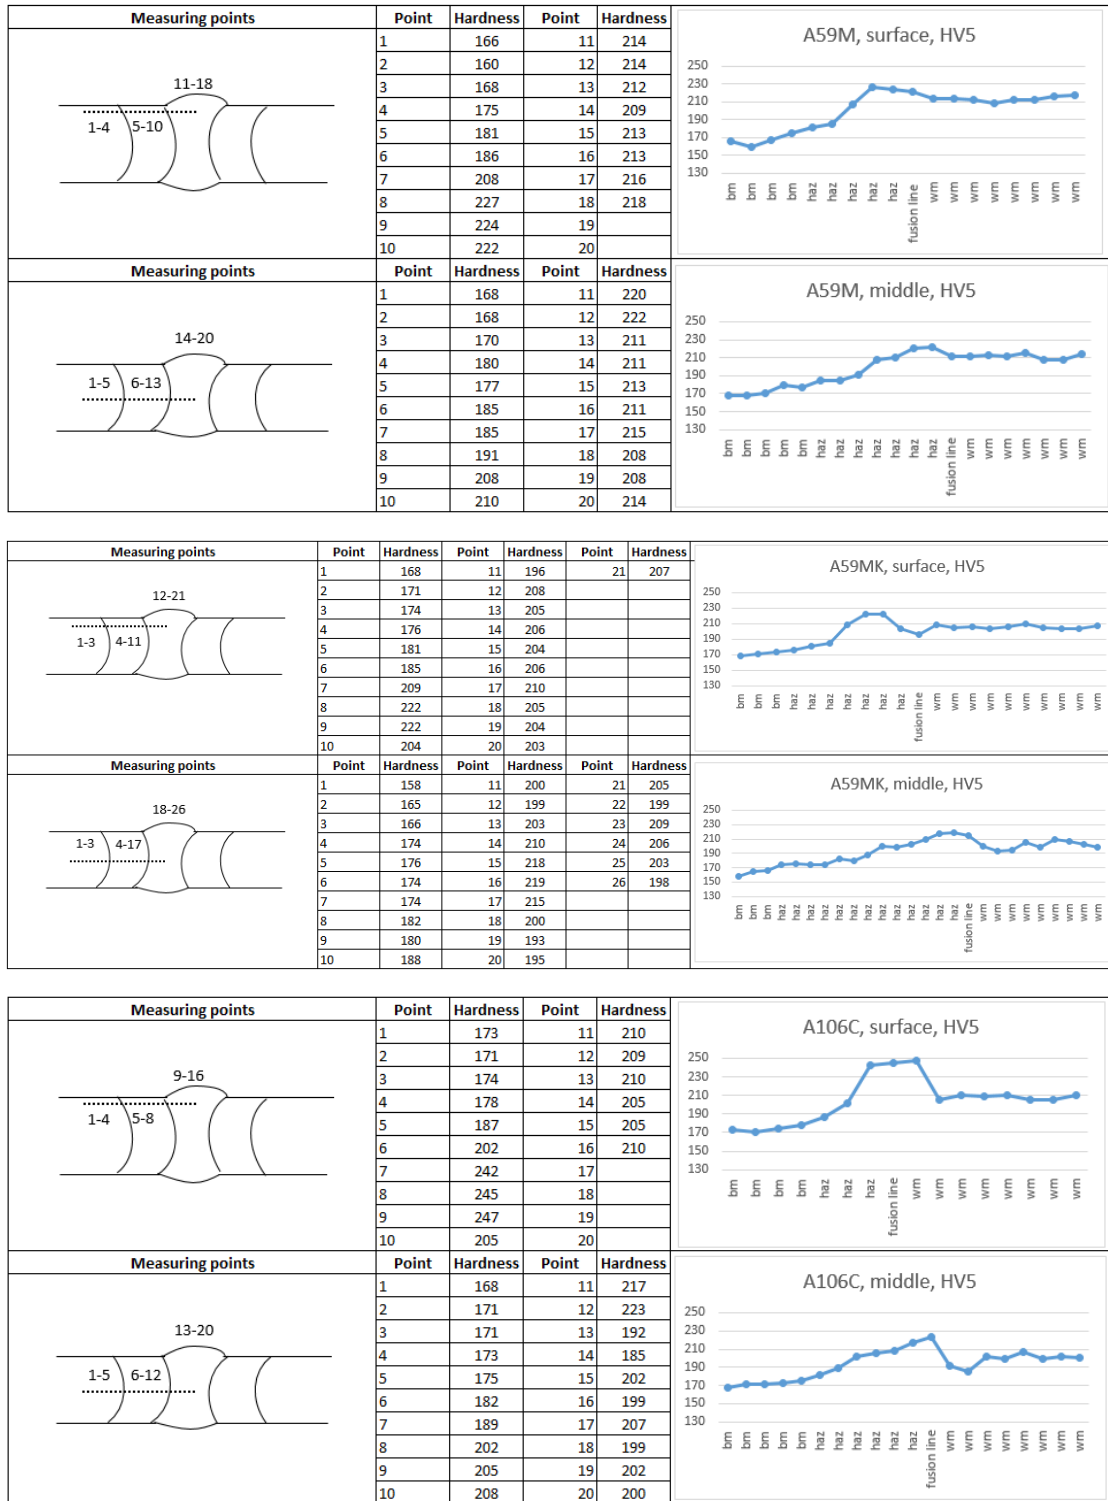 Measuring points Point Hardness Point Hardness
11-18
1-4 5-10
1 166 11 214
2 160 12 214
3 168 13 212
4 175 14 209
5 181 15 213
6 186 16 213
7 208 17 216
8 227 18 218
9 224 19
10 222 20
A59M, surface, HV5
250
230
210
190
170
150
130
bm bm bm bm haz haz haz haz haz fusion line wm wm wm wm wm wm wm wm
Measuring points Point Hardness Point Hardness
14-20
1-5 6-13
1 168 11 220
2 168 12 222
3 170 13 211
4 180 14 211
5 177 15 213
6 185 16 211
7 185 17 215
8 191 18 208
9 208 19 208
10 210 20 214
A59M, middle, HV5
250
230
210
190
170
150
130
bm bm bm bm bm haz haz haz haz haz haz haz fusion line wm wm wm wm wm wm wm
Measuring points Point Hardness Point Hardness Point Hardness
12-21
1-3 4-11
1 168 11 196 21 207
2 171 12 208
3 174 13 205
4 176 14 206
5 181 15 204
6 185 16 206
7 209 17 210
8 222 18 205
9 222 19 204
10 204 20 203
A59MK, surface, HV5
250
230
210
190
170
150
130
bm bm bm haz haz haz haz haz haz haz fusion line wm wm wm wm wm wm wm wm wm wm
Measuring points Point Hardness Point Hardness Point Hardness
18-26
1-3 4-17
1 158 11 200 21 205
2 165 12 199 22 199
3 166 13 203 23 209
4 174 14 210 24 206
5 176 15 218 25 203
6 174 16 219 26 198
7 174 17 215
8 182 18 200
9 180 19 193
10 188 20 195
A59MK, middle, HV5
250
230
210
190
170
150
130
bm bm bm haz haz haz haz haz haz haz haz haz haz haz haz haz fusion line wm wm wm wm wm wm wm wm wm
Measuring points Point Hardness Point Hardness
9-16
1-4 5-8
1 173 11 210
2 171 12 209
3 174 13 210
4 178 14 205
5 187 15 205
6 202 16 210
7 242 17
8 245 18
9 247 19
10 205 20
A106C, surface, HV5
250
230
210
190
170
150
130
bm bm bm bm haz haz haz fusion line wm wm wm wm wm wm wm wm
Measuring points Point Hardness Point Hardness
13-20
1-5 6-12
1 168 11 217
2 171 12 223
3 171 13 192
4 173 14 185
5 175 15 202
6 182 16 199
7 189 17 207
8 202 18 199
9 205 19 202
10 208 20 200
A106C, middle, HV5
250
230
210
190
170
150
130
bm bm bm bm bm haz haz haz haz haz haz fusion line wm wm wm wm wm wm wm wm